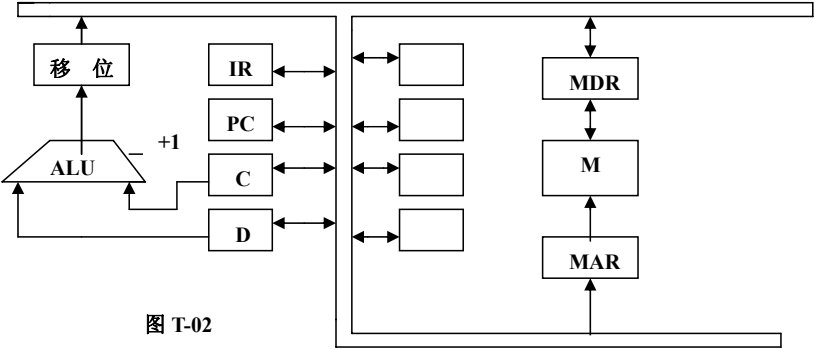 移 位
IR
MDR
PC
+1
ALU
C
M
D
MAR
图 T-02